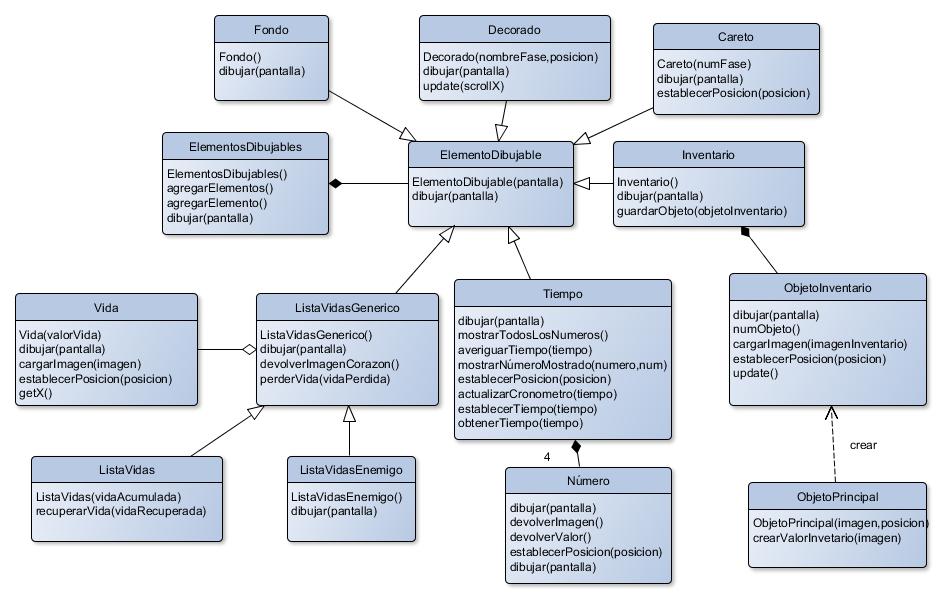 Fondo
Fondo()
dibujar(pantalla)
Decorado
Decorado(nombreFase,posicion)
dibujar(pantalla)
update(scrollX)
Careto
Careto(numFase)
dibujar(pantalla)
establecerPosicion(posicion)
ElementosDibujables
ElementosDibujables()
agregarElementos()
agregarElemento()
dibujar(pantalla)
ElementoDibujable
ElementoDibujable(pantalla)
dibujar(pantalla)
Inventario
Inventario()
dibujar(pantalla)
guardarObjeto(objetoInventario)
Vida
Vida(valorVida)
dibujar(pantalla)
cargarImagen(imagen)
establecerPosicion(posicion)
getX()
ListaVidasGenerico
ListaVidasGenerico()
dibujar(pantalla)
devolverImagenCorazon()
perderVida(vidaPerdida)
Tiempo
dibujar(pantalla)
mostrarTodosLosNumeros()
averiguarTiempo(tiempo)
mostrarNúmeroMostrado(numero,num)
establecerPosicion(posicion)
actualizarCronometro(tiempo)
establecerTiempo(tiempo)
obtenerTiempo(tiempo)
ObjetoInventario
dibujar(pantalla)
numObjeto()
cargarImagen(imagenInventario)
establecerPosicion(posicion)
update()
crear
4
ListaVidas
ListaVidas(vidaAcumulada)
recuperarVida(vidaRecuperada)
ListaVidasEnemigo
ListaVidasEnemigo()
dibujar(pantalla)
Número
dibujar(pantalla)
devolverImagen()
devolverValor()
establecerPosicion(posicion)
dibujar(pantalla)
ObjetoPrincipal
ObjetoPrincipal(imagen,posicion)
crearValorInvetario(imagen)